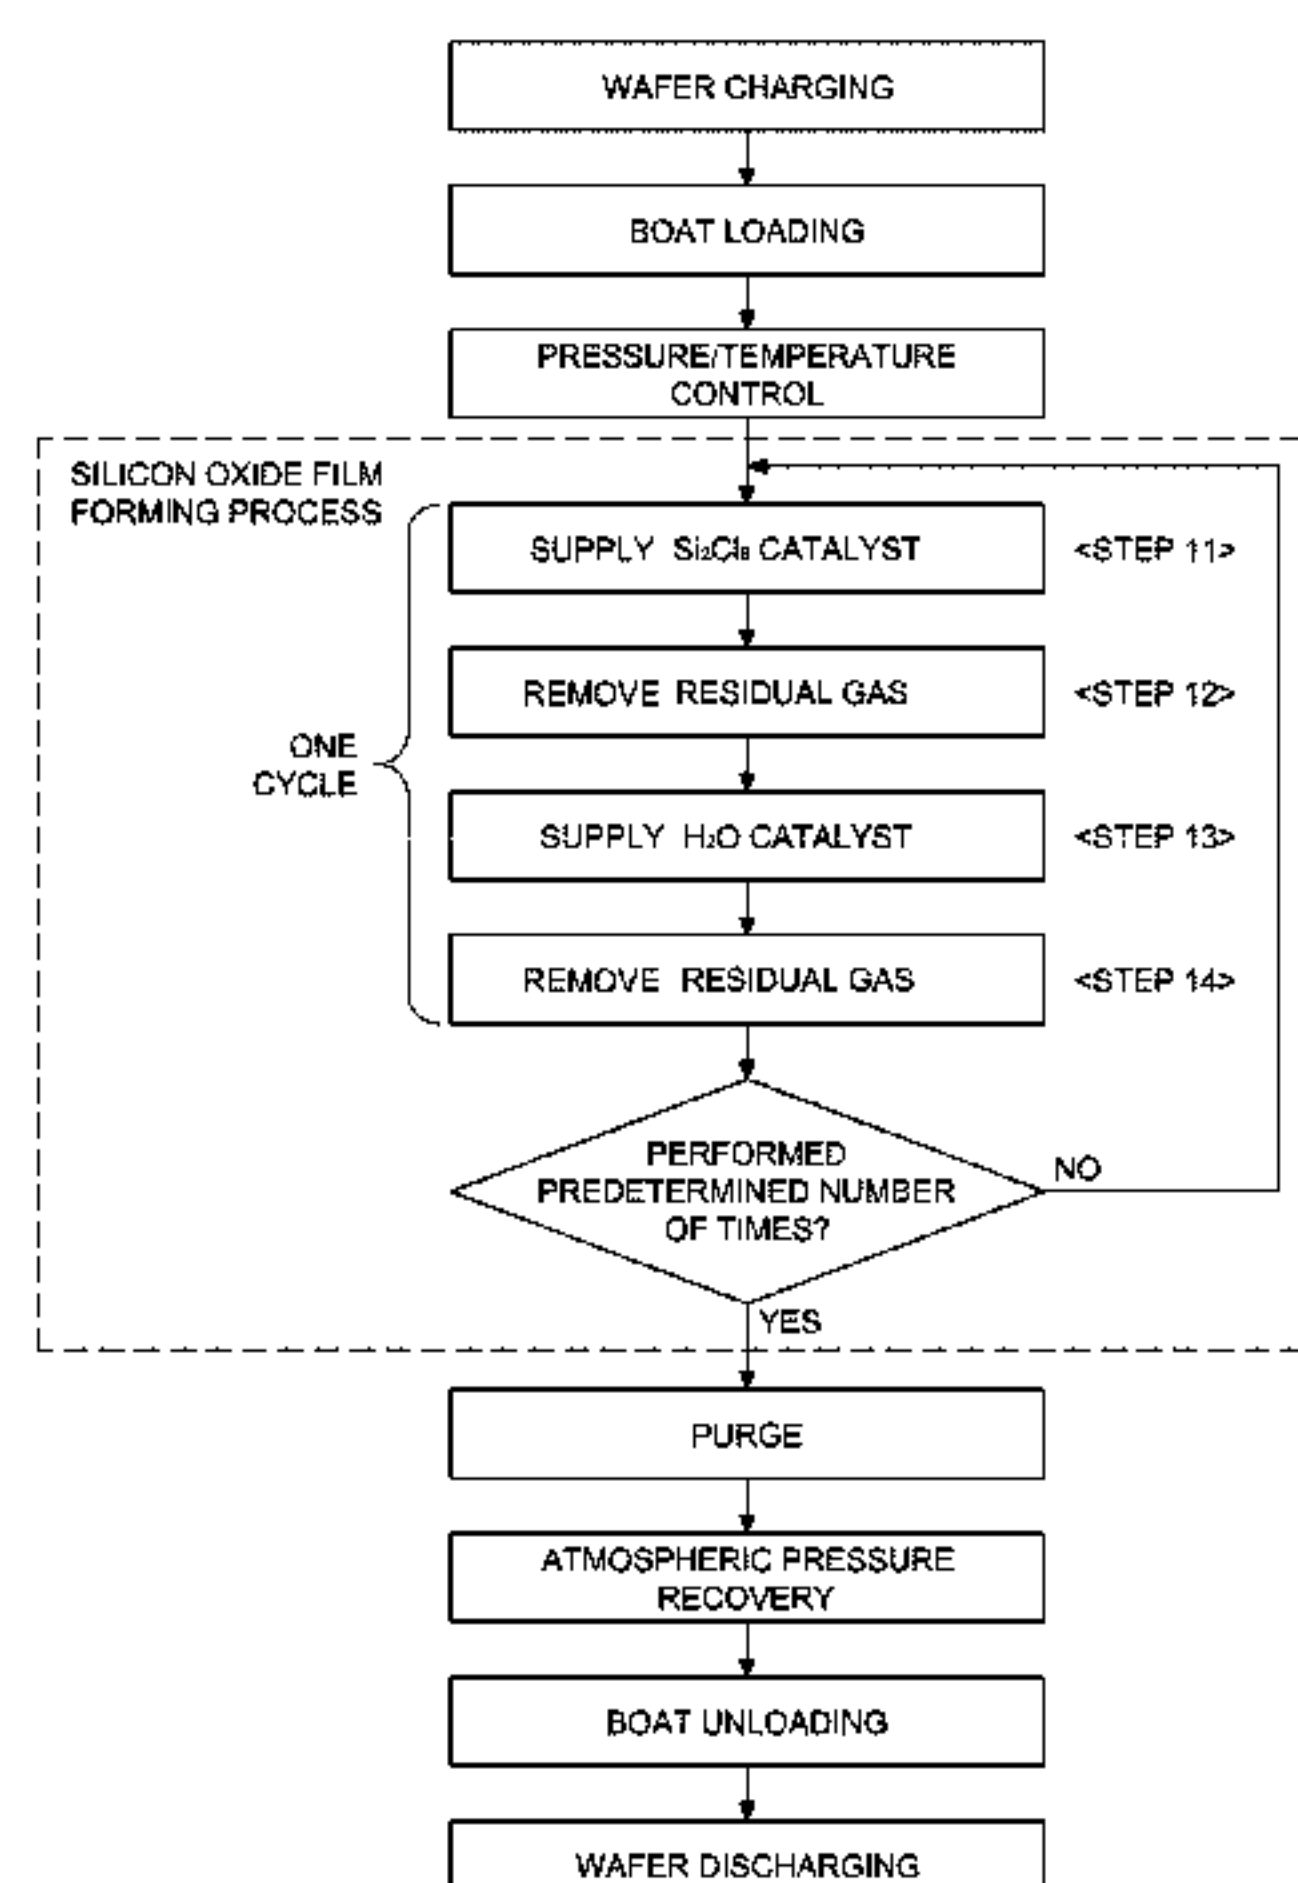 WAFER CHARGING
BOAT LOADING
PRESSURE/TEMPERATURE
CONTROL
SILICON OXIDE FILM
FORMING PROCESS
SUPPLY Si₂Cl₆ CATALYST
<STEP 11>
REMOVE RESIDUAL GAS
<STEP 12>
ONE
CYCLE
SUPPLY H₂O CATALYST
<STEP 13>
REMOVE RESIDUAL GAS
<STEP 14>
PERFORMED
PREDETERMINED NUMBER
OF TIMES?
NO
YES
PURGE
ATMOSPHERIC PRESSURE
RECOVERY
BOAT UNLOADING
WAFER DISCHARGING